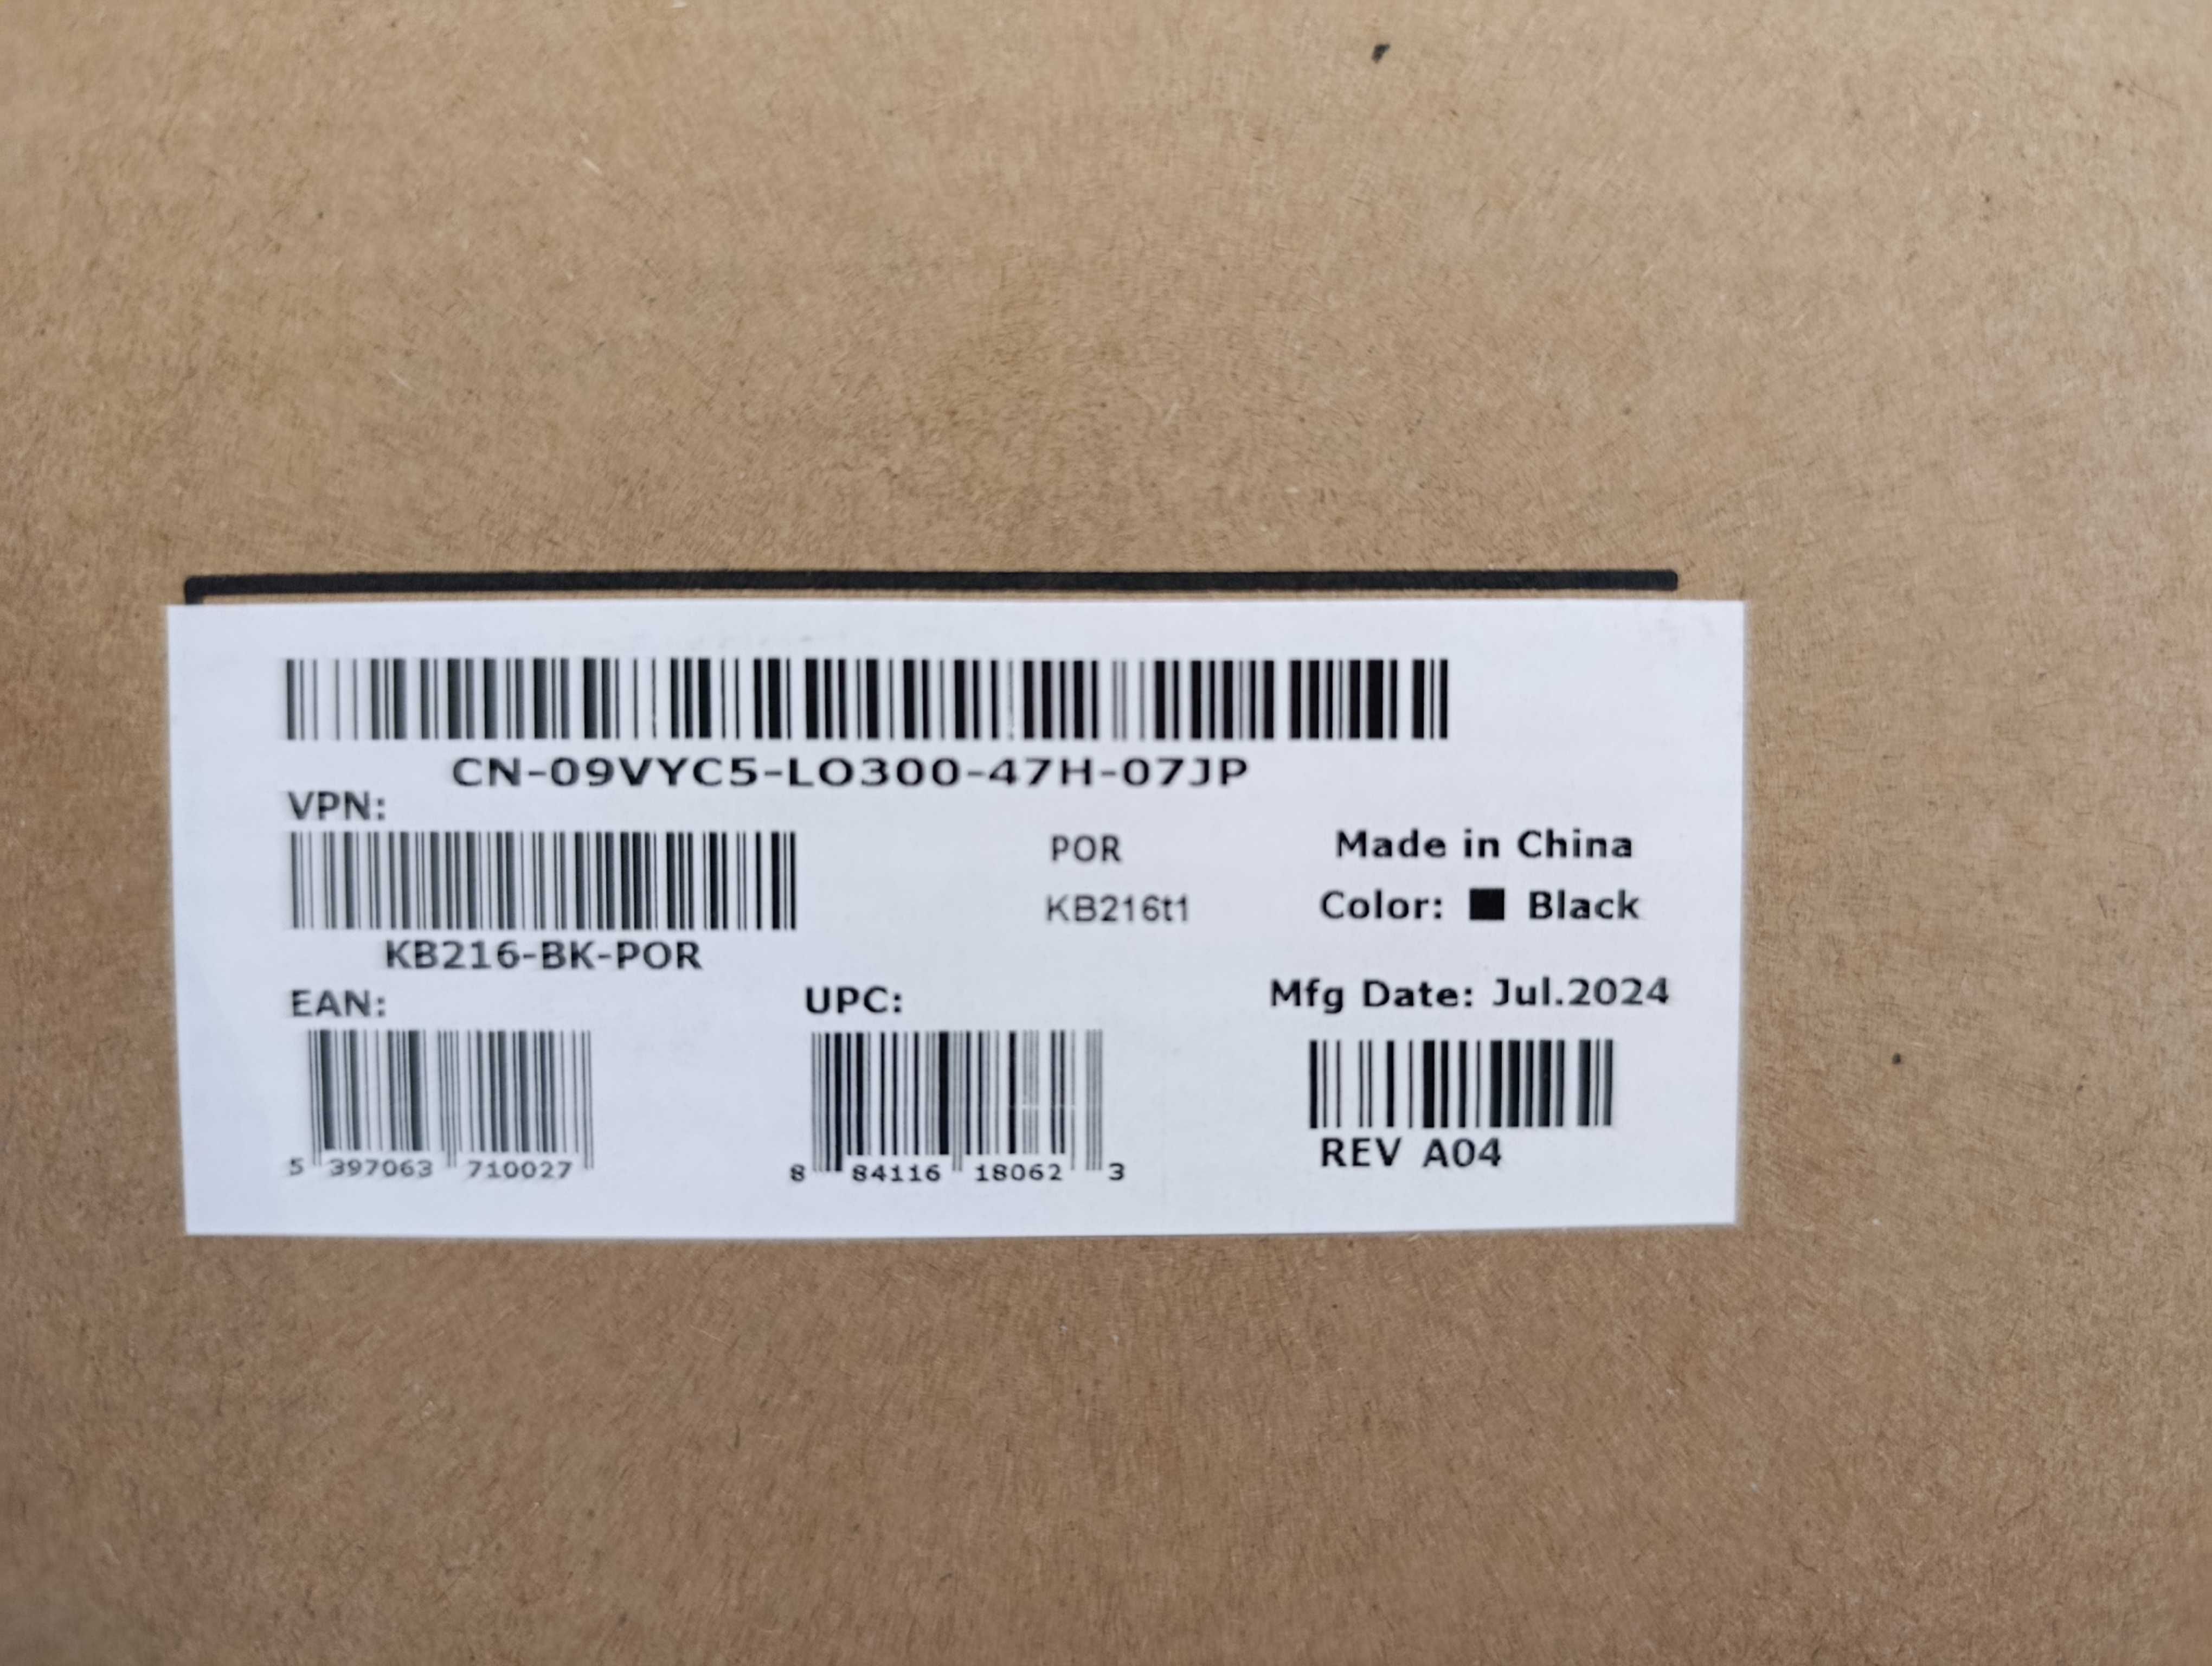 CN-09VYC5-LO300-47H-07JP
VPN:
KB216-BK-POR
POR
KB216t1
Made in China
Color: Black
EAN:
5 397063 710027
UPC:
8 84116 18062 3
Mfg Date: Jul.2024
REV A04